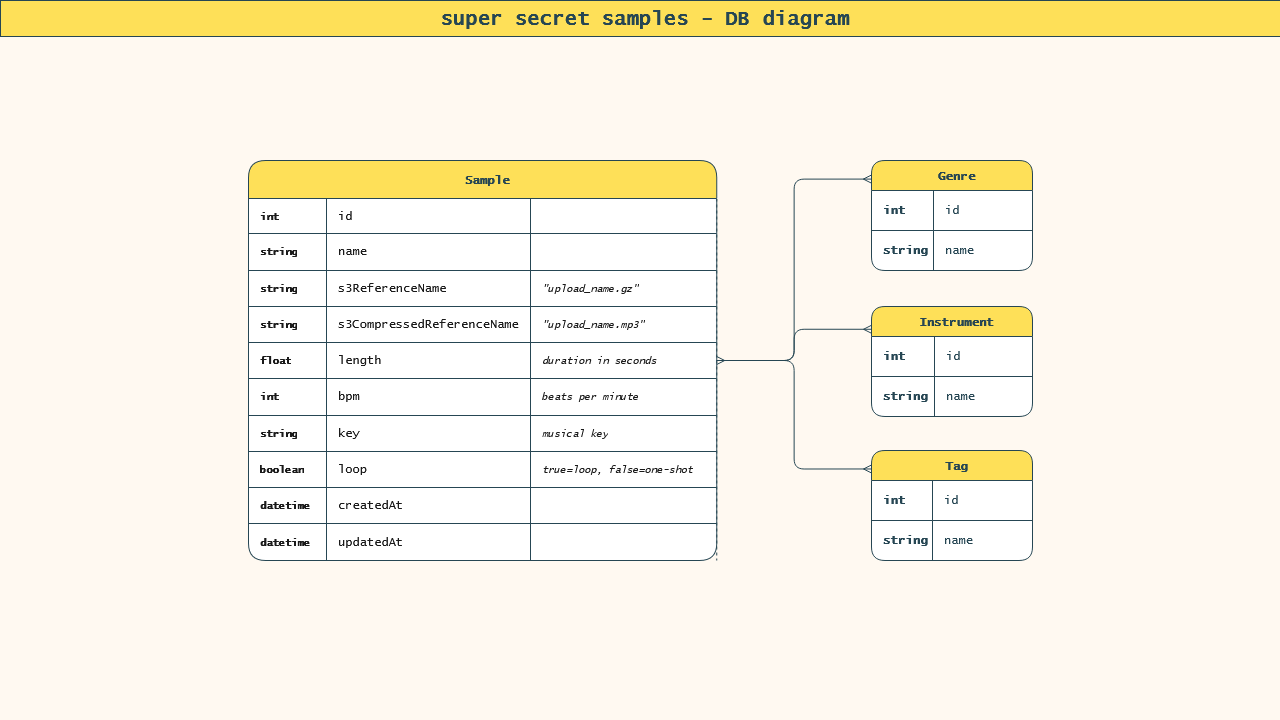 super secret samples - DB diagram
Sample
int id
string name
string s3ReferenceName "upload_name.gz"
string s3CompressedReferenceName "upload_name.mp3"
float length duration in seconds
int bpm beats per minute
string key musical key
boolean loop true=loop, false=one-shot
datetime createdAt
datetime updatedAt
Genre
int id
string name
Instrument
int id
string name
Tag
int id
string name